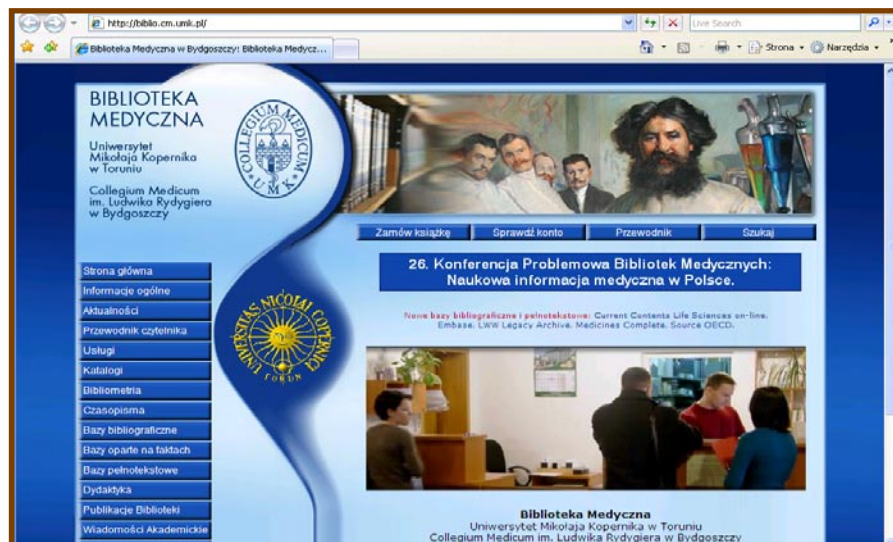 http://biblio.cm.umk.pl/
Live Search
Biblioteka Medyczna w Bydgoszczy: Biblioteka Medycz...
Strona
Narzędzia
BIBLIOTEKA
MEDYCZNA
Uniwersytet
Mikołaja Kopernika
w Toruniu
Collegium Medicum
im. Ludwika Rydygiera
w Bydgoszczy
COLLEGIUM MEDICUM
UMK
Zamów książkę
Sprawdź konto
Przewodnik
Szukaj
26. Konferencja Problemowa Bibliotek Medycznych:
Naukowa informacja medyczna w Polsce.
Nowe bazy bibliograficzne i pełnotekstowe: Current Contents Life Sciences on-line.
Embase. LWW Legacy Archive. Medicines Complete. Source OECD.
Strona główna
Informacje ogólne
Aktualności
Przewodnik czytelnika
Usługi
Katalogi
Bibliometria
Czasopisma
Bazy bibliograficzne
Bazy oparte na faktach
Bazy pełnotekstowe
Dydaktyka
Publikacje Biblioteki
Wiadomości Akademickie
UNIVERSITAS NICOLAI COPERNICI
TORUN
Biblioteka Medyczna
Uniwersytet Mikołaja Kopernika w Toruniu
Collegium Medicum im. Ludwika Rydygiera w Bydgoszczy